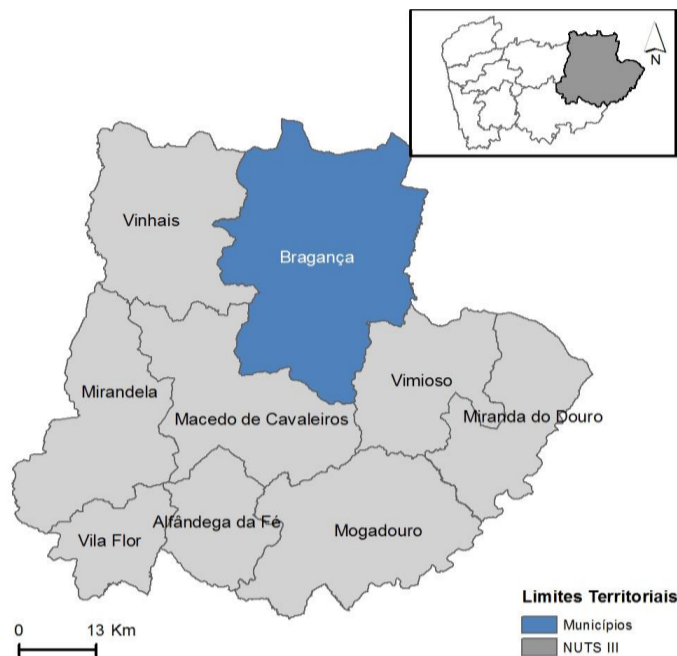 N
Vinhais
Bragança
Mirandela
Vimioso
Macedo de Cavaleiros
Miranda do Douro
Alfândega da Fé
Vila Flor
Mogadouro
Limites Territoriais
Municípios
NUTS III
0 13 Km